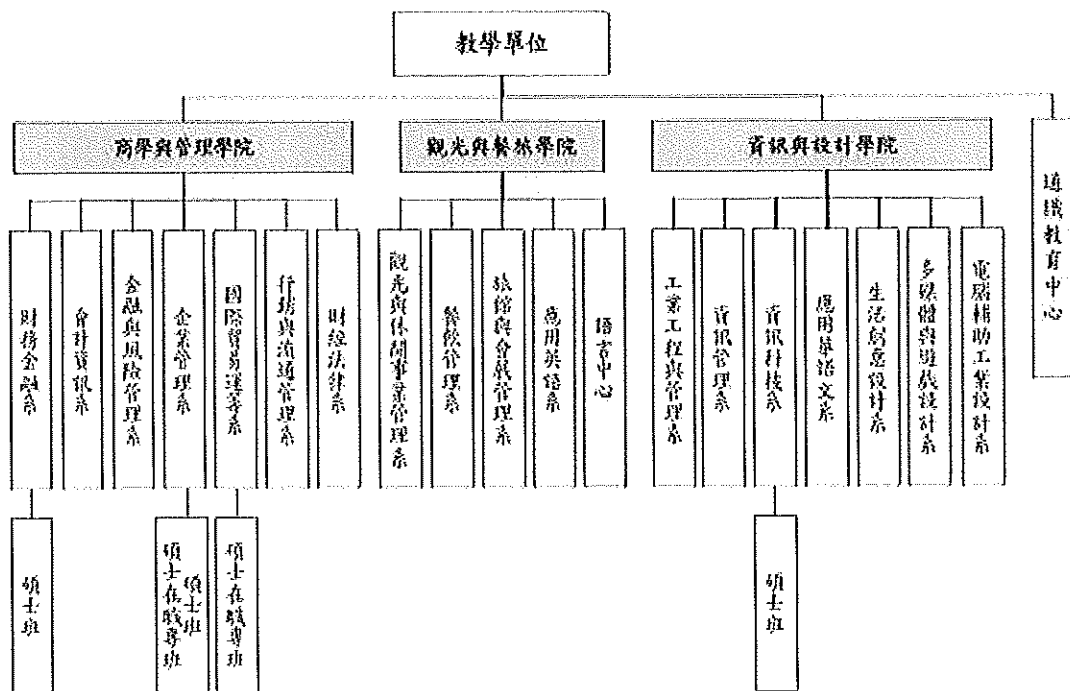 教學單位
商學與管理學院
觀光與餐旅學院
資訊與設計學院
通識教育中心
財務金融系
會計資訊系
金融與風險管理系
企業管理系
國際貿易運籌系
行銷與流通管理系
財經法律系
觀光與休閒事業管理系
餐飲管理系
旅館與會展管理系
應用英語系
語言中心
工業工程與管理系
資訊管理系
資訊科技系
應用華語文系
生活創意設計系
多媒體與遊戲設計系
電腦輔助工業設計系
碩士班
碩士班
碩士在職專班
碩士在職專班
碩士班